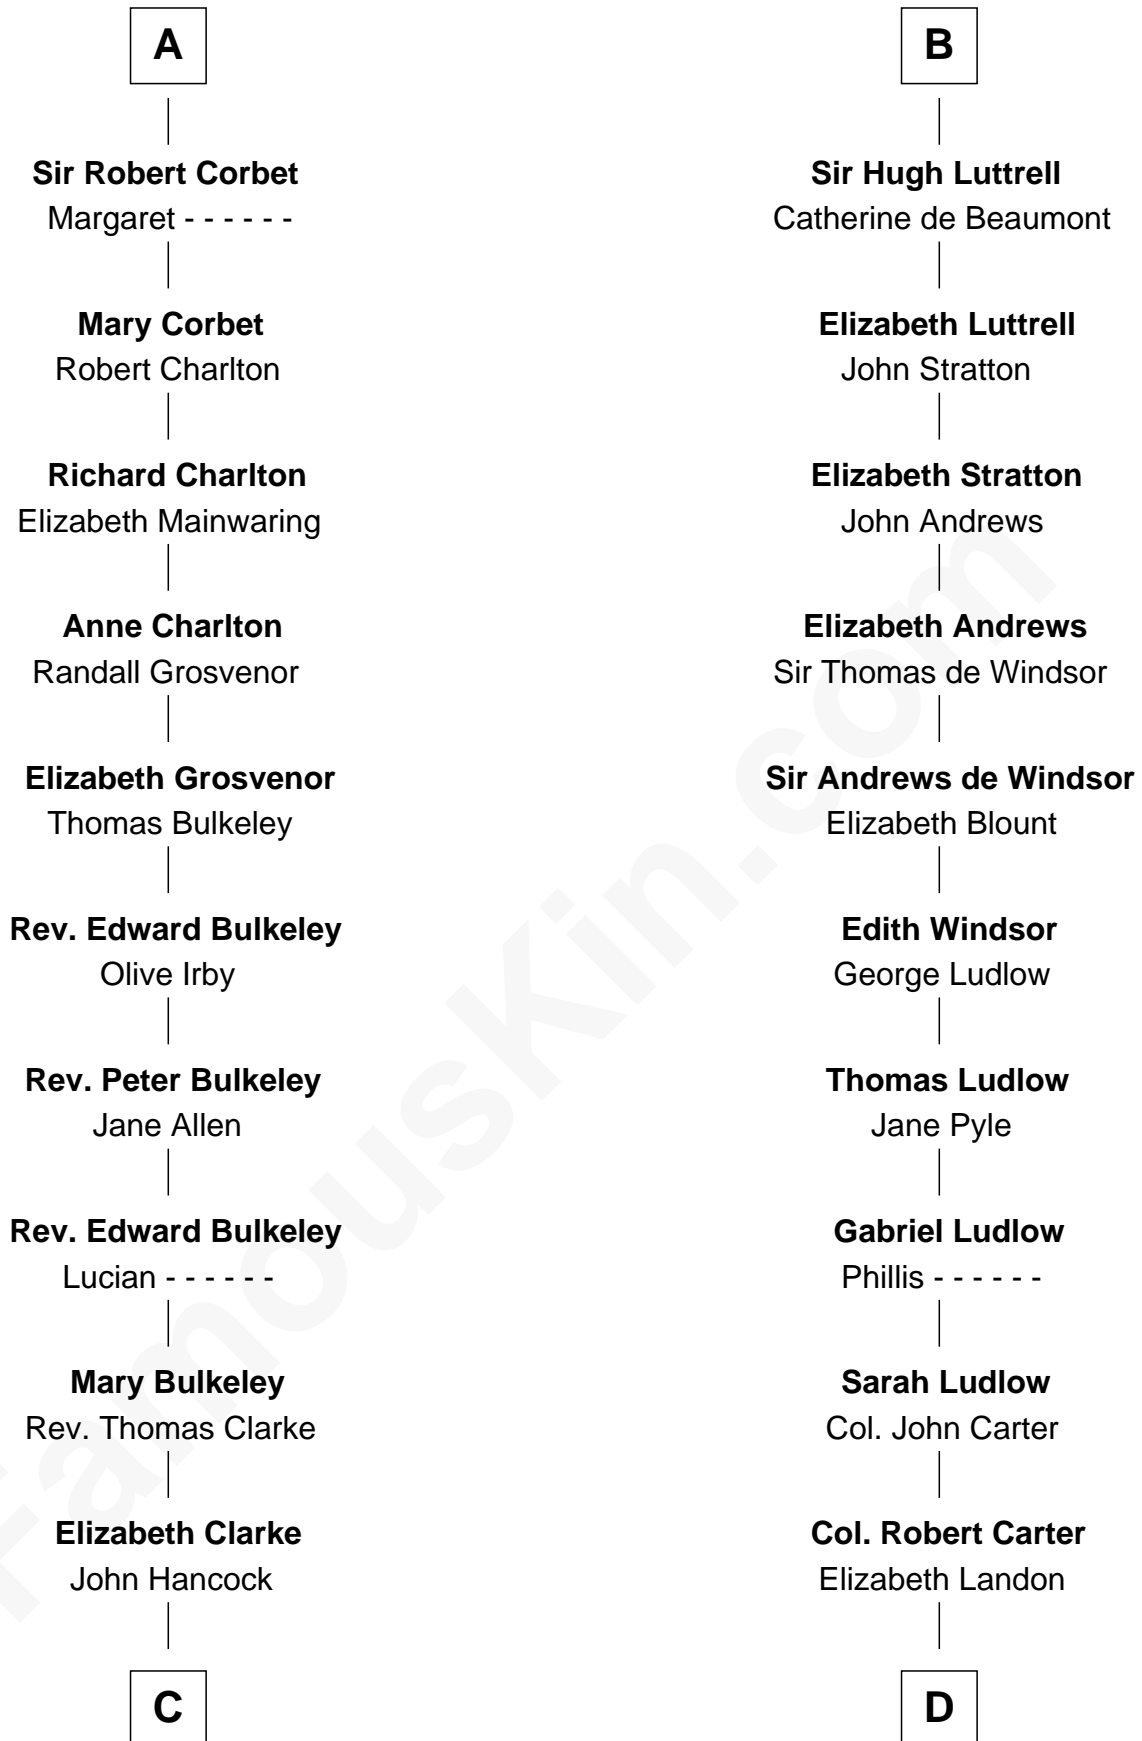 A
Sir Robert Corbet
Margaret - - - - - -
Mary Corbet
Robert Charlton
Richard Charlton
Elizabeth Mainwaring
Anne Charlton
Randall Grosvenor
Elizabeth Grosvenor
Thomas Bulkeley
Rev. Edward Bulkeley
Olive Irby
Rev. Peter Bulkeley
Jane Allen
Rev. Edward Bulkeley
Lucian - - - - - -
Mary Bulkeley
Rev. Thomas Clarke
Elizabeth Clarke
John Hancock
C
B
Sir Hugh Luttrell
Catherine de Beaumont
Elizabeth Luttrell
John Stratton
Elizabeth Stratton
John Andrews
Elizabeth Andrews
Sir Thomas de Windsor
Sir Andrews de Windsor
Elizabeth Blount
Edith Windsor
George Ludlow
Thomas Ludlow
Jane Pyle
Gabriel Ludlow
Phillis - - - - - -
Sarah Ludlow
Col. John Carter
Col. Robert Carter
Elizabeth Landon
D
FamousKin.com